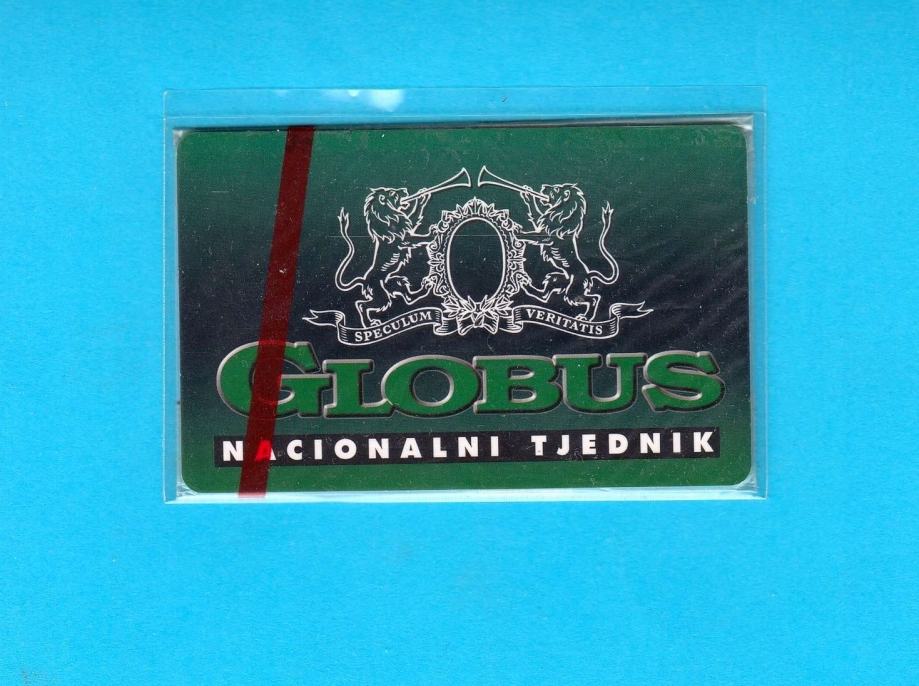 SPECULUM VERITATIS
GLOBUS
NACIONALNI TJEDNIK